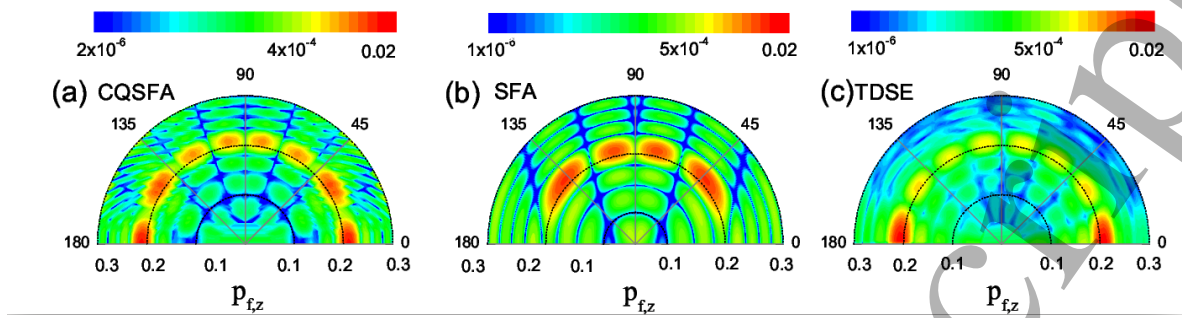 2x10⁻⁶ 4x10⁻⁴ 0.02
1x10⁻⁶ 5x10⁻⁴ 0.02
1x10⁻⁶ 5x10⁻⁴ 0.02
(a) CQSFA
90
135 45
180 0
0.3 0.2 0.1 0.1 0.2 0.3
p_{f,z}
(b) SFA
90
135 45
180 0
0.3 0.2 0.1 0.1 0.2 0.3
p_{f,z}
(c) TDSE
90
135 45
180 0
0.3 0.2 0.1 0.1 0.2 0.3
p_{f,z}